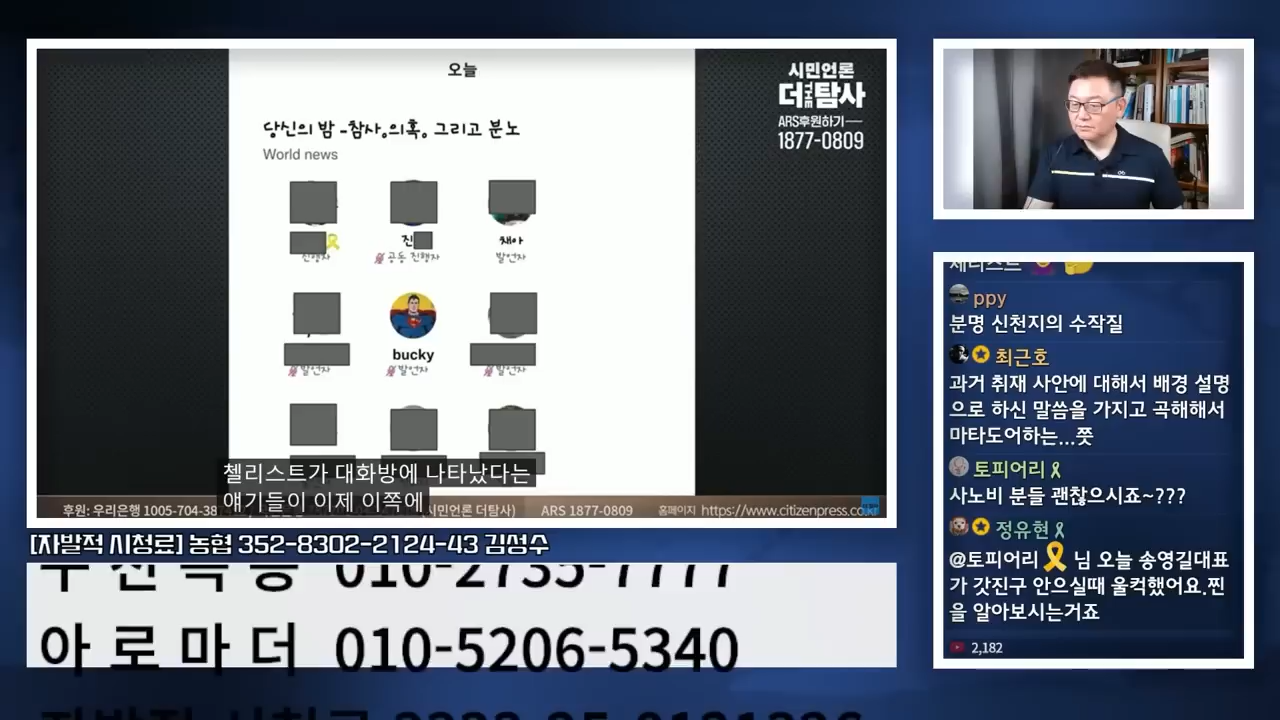 오늘
당신의 밤 -참사, 의혹, 그리고 분노
World news
진
채아
진행자
공동 진행자
발언자
bucky
발언자
발언자
발언자
첼리스트가 대화방에 나타났다는
얘기들이 이제 이쪽에
시민언론
더탐사
ARS후원하기
1877-0809
후원: 우리은행 1005-704-38
(시민언론 더탐사)
ARS 1877-0809
홈페이지 https://www.citizenpress.co.kr
[자발적 시청료] 농협 352-8302-2124-43 김성수
010-2735-7777
아로마더 010-5206-5340
ppy
분명 신천지의 수작질
최근호
과거 취재 사안에 대해서 배경 설명
으로 하신 말씀을 가지고 곡해해서
마타도어하는...쯧
토피어리
사노비 분들 괜찮으시죠~???
정유현
@토피어리 님 오늘 송영길대표
가 갓진구 안으실때 울컥했어요.찐
을 알아보시는거죠
2,182